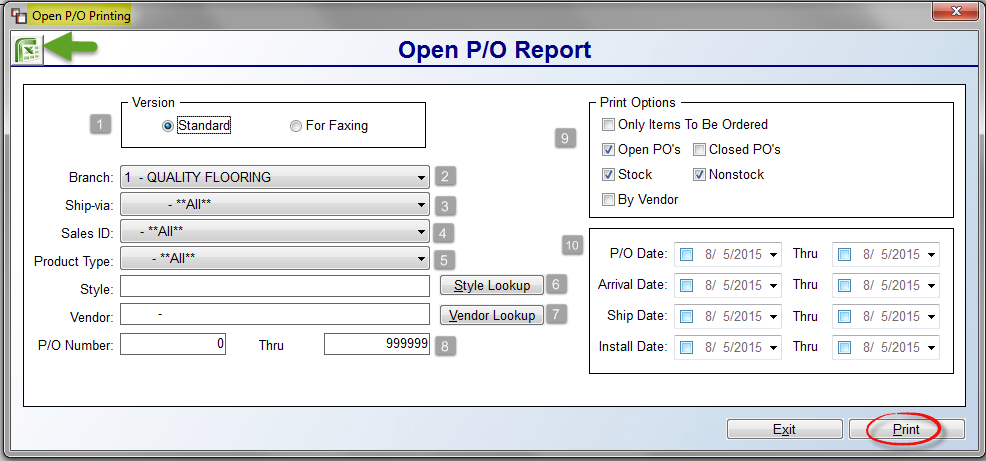 Open P/O Printing
Open P/O Report
1
Version
Standard
For Faxing
Branch: 1 - QUALITY FLOORING 2
Ship-via: - **All** 3
Sales ID: - **All** 4
Product Type: - **All** 5
Style: Style Lookup 6
Vendor: - Vendor Lookup 7
P/O Number: 0 Thru 999999 8
9
Print Options
Only Items To Be Ordered
Open PO's Closed PO's
Stock Nonstock
By Vendor
10
P/O Date: 8/ 5/2015 Thru 8/ 5/2015
Arrival Date: 8/ 5/2015 Thru 8/ 5/2015
Ship Date: 8/ 5/2015 Thru 8/ 5/2015
Install Date: 8/ 5/2015 Thru 8/ 5/2015
Exit Print